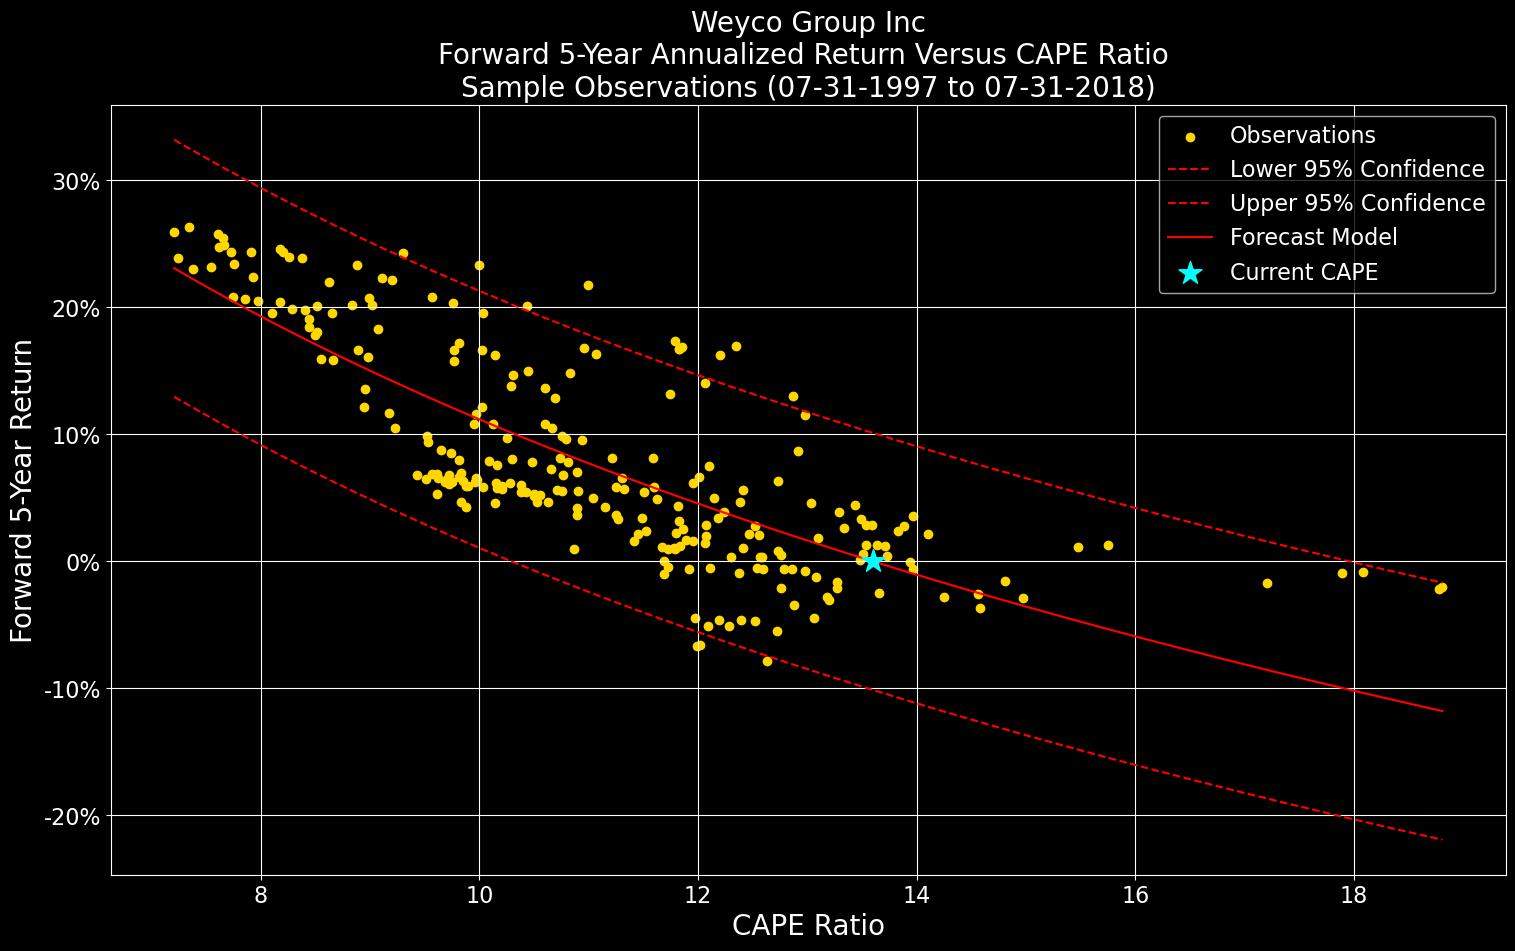 Weyco Group Inc
Forward 5-Year Annualized Return Versus CAPE Ratio
Sample Observations (07-31-1997 to 07-31-2018)
Observations
Lower 95% Confidence
Upper 95% Confidence
Forecast Model
Current CAPE
Forward 5-Year Return
30%
20%
10%
0%
-10%
-20%
8 10 12 14 16 18
CAPE Ratio